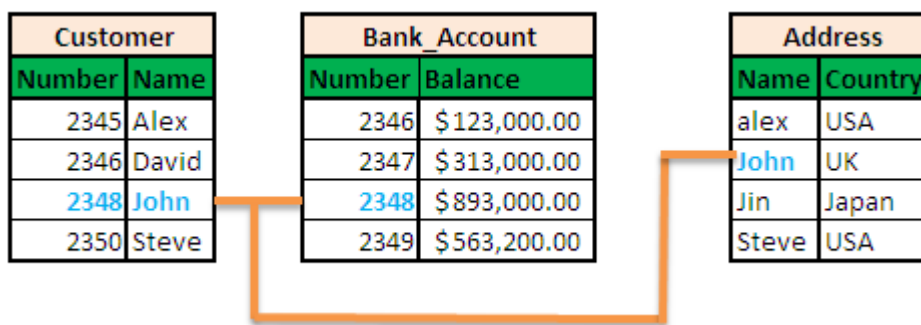 Customer
Number Name
2345 Alex
2346 David
2348 John
2350 Steve
Bank_Account
Number Balance
2346 $123,000.00
2347 $313,000.00
2348 $893,000.00
2349 $563,200.00
Address
Name Country
alex USA
John UK
Jin Japan
Steve USA